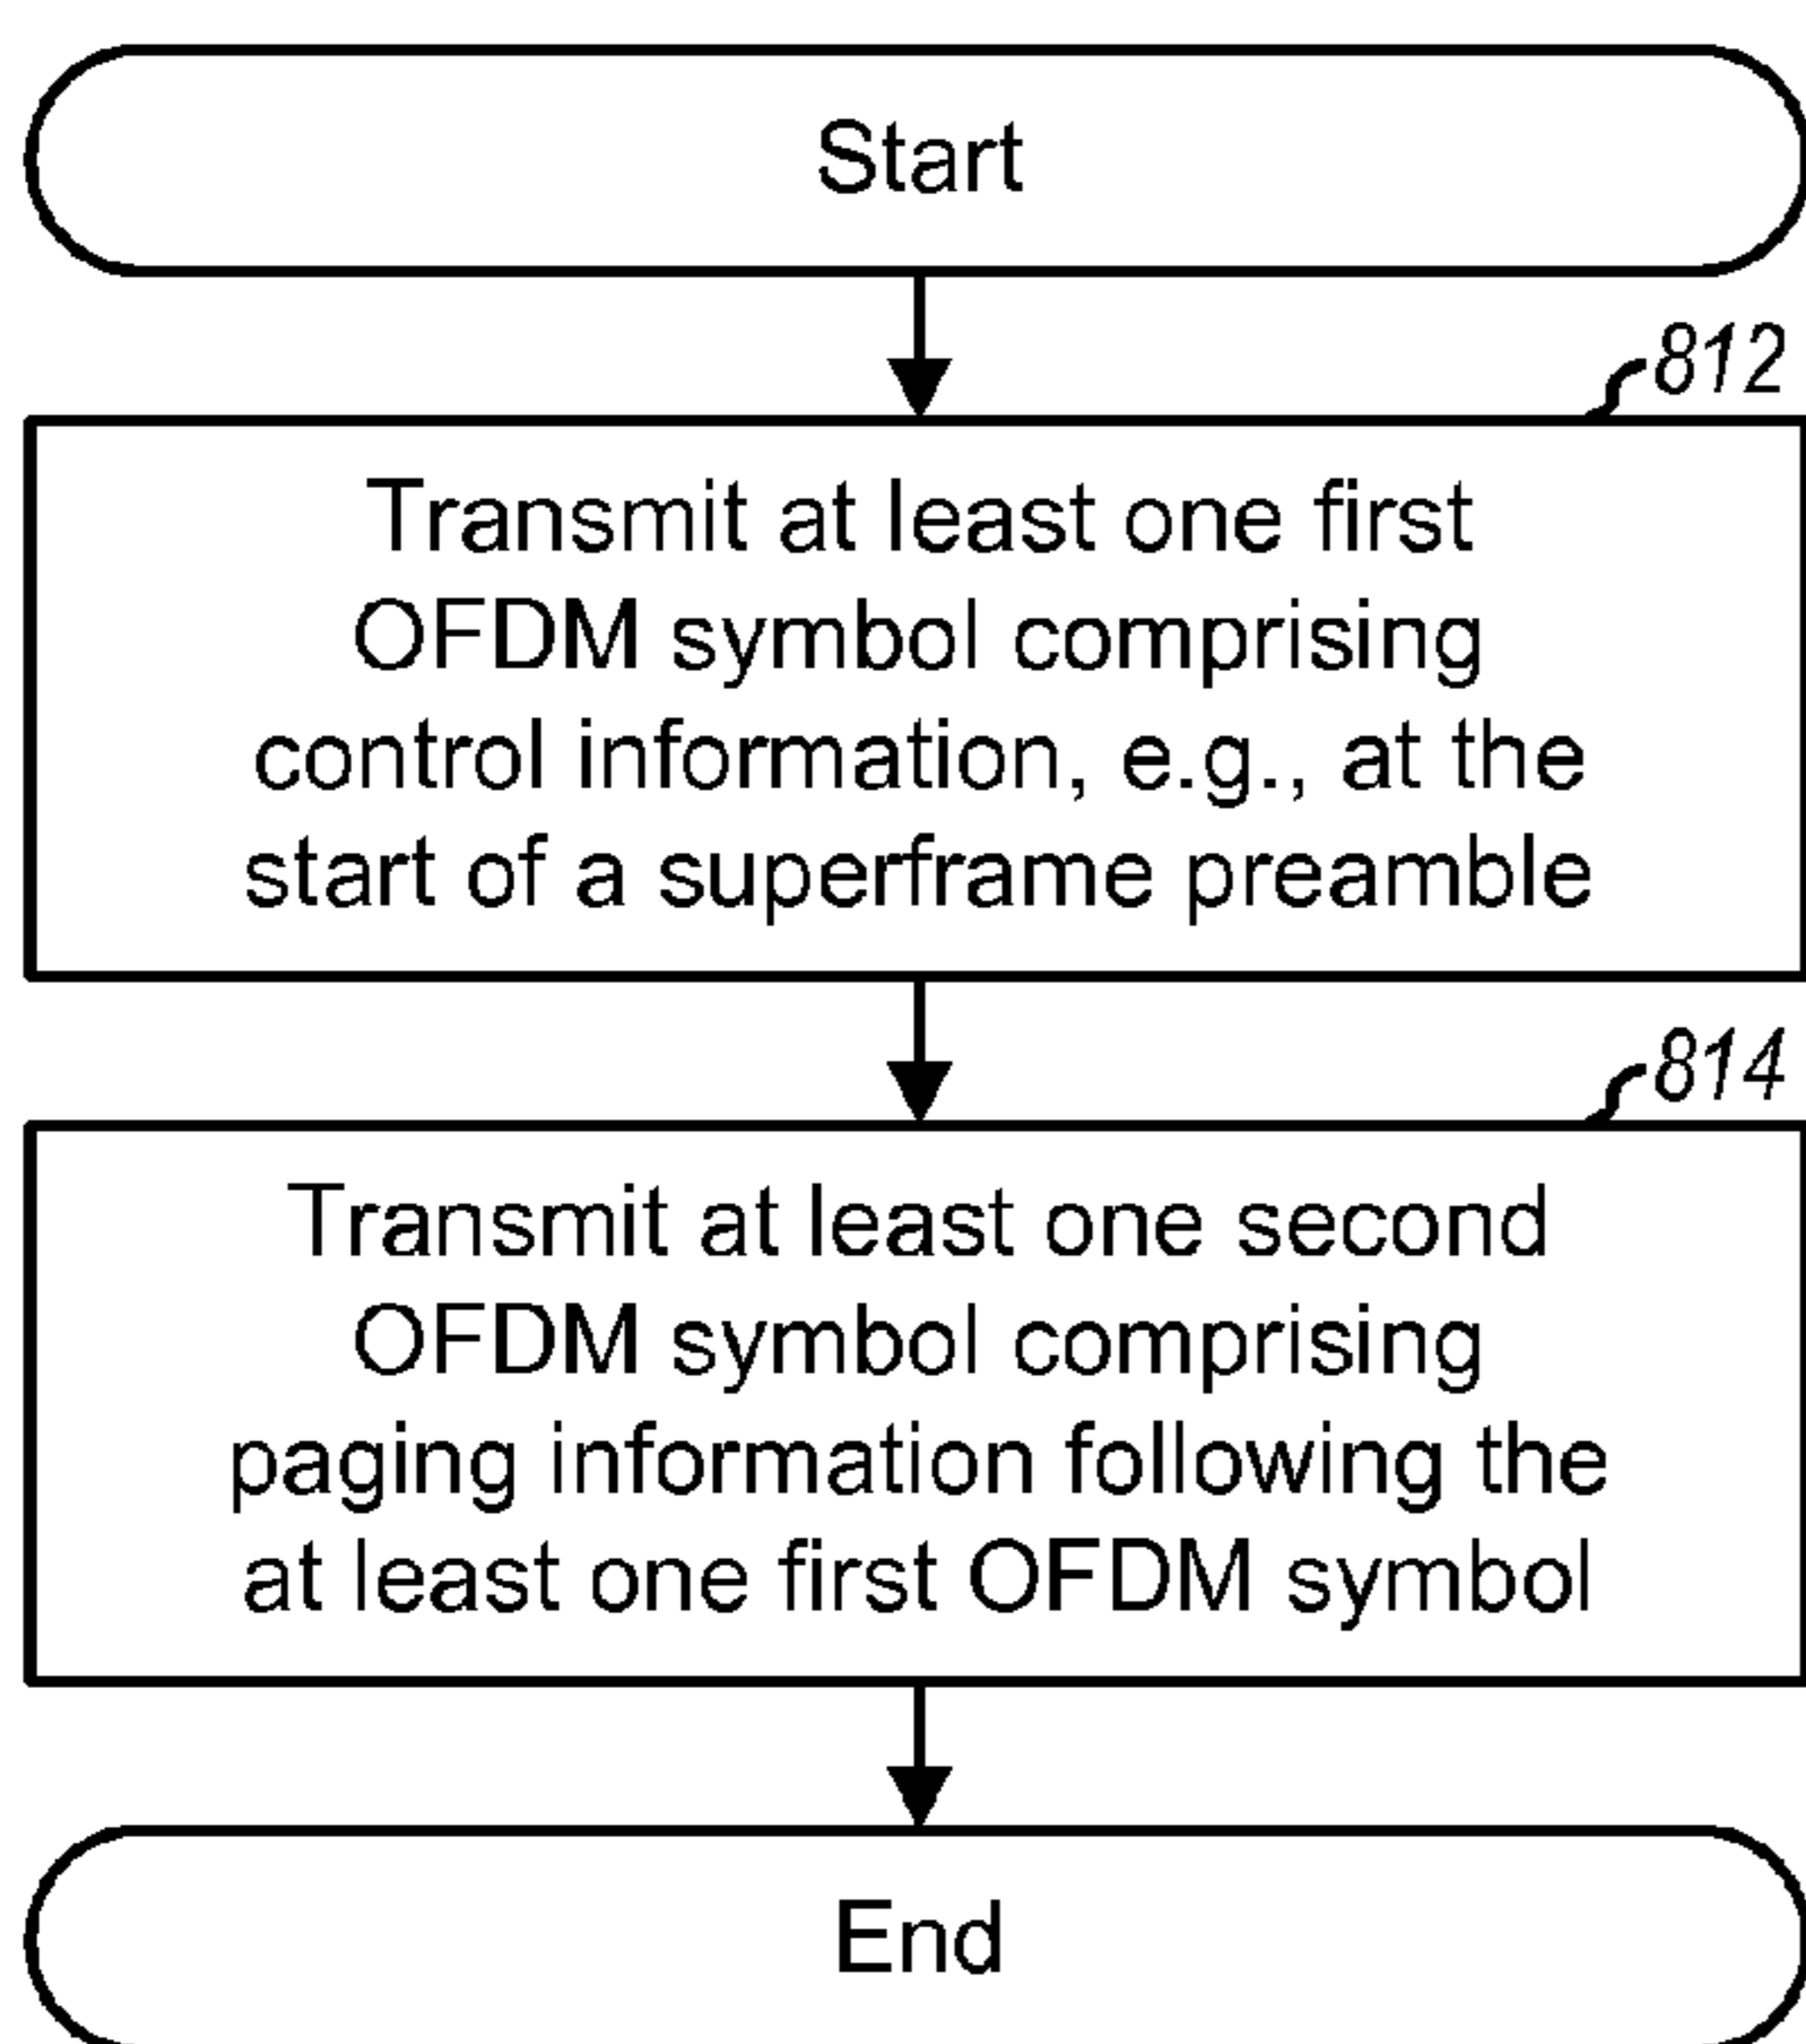 Start
812
Transmit at least one first
OFDM symbol comprising
control information, e.g., at the
start of a superframe preamble
814
Transmit at least one second
OFDM symbol comprising
paging information following the
at least one first OFDM symbol
End